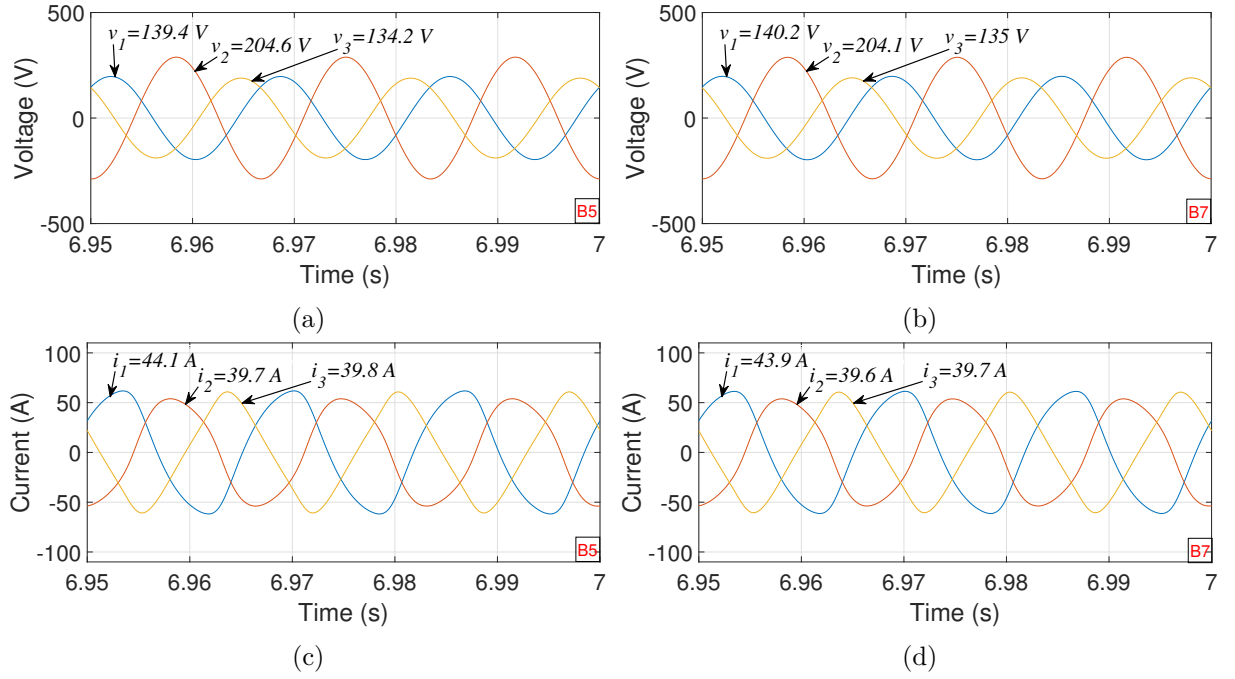 500
v1=139.4 V
v2=204.6 V
v3=134.2 V
Voltage (V)
0
-500
B5
6.95
6.96
6.97
6.98
6.99
7
Time (s)
(a)
500
v1=140.2 V
v2=204.1 V
v3=135 V
Voltage (V)
0
-500
B7
6.95
6.96
6.97
6.98
6.99
7
Time (s)
(b)
100
i1=44.1 A
i2=39.7 A
i3=39.8 A
50
Current (A)
0
-50
-100
B5
6.95
6.96
6.97
6.98
6.99
7
Time (s)
(c)
100
i1=43.9 A
i2=39.6 A
i3=39.7 A
50
Current (A)
0
-50
-100
B7
6.95
6.96
6.97
6.98
6.99
7
Time (s)
(d)